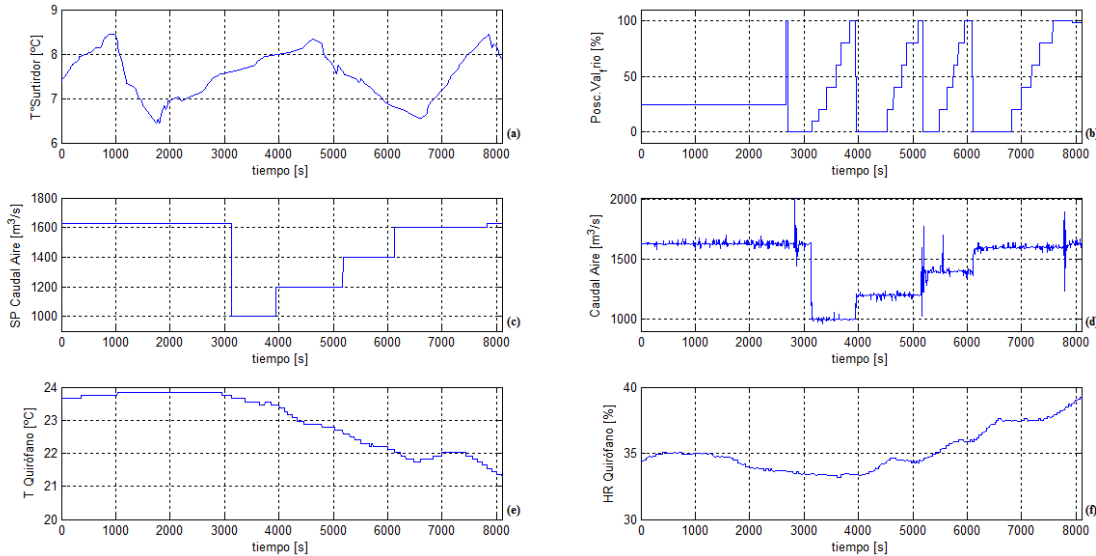 9
8
7
6
TºSurtirdor [ºC]
(a)
0 1000 2000 3000 4000 5000 6000 7000 8000
tiempo [s]
100
50
0
Posc.Val_frio [%]
(b)
0 1000 2000 3000 4000 5000 6000 7000 8000
tiempo [s]
1800
1600
1400
1200
1000
SP Caudal Aire [m³/s]
(c)
0 1000 2000 3000 4000 5000 6000 7000 8000
tiempo [s]
2000
1500
1000
Caudal Aire [m³/s]
(d)
0 1000 2000 3000 4000 5000 6000 7000 8000
tiempo [s]
24
23
22
21
20
T Quirófano [ºC]
(e)
0 1000 2000 3000 4000 5000 6000 7000 8000
tiempo [s]
40
35
30
HR Quirófano [%]
(f)
0 1000 2000 3000 4000 5000 6000 7000 8000
tiempo [s]